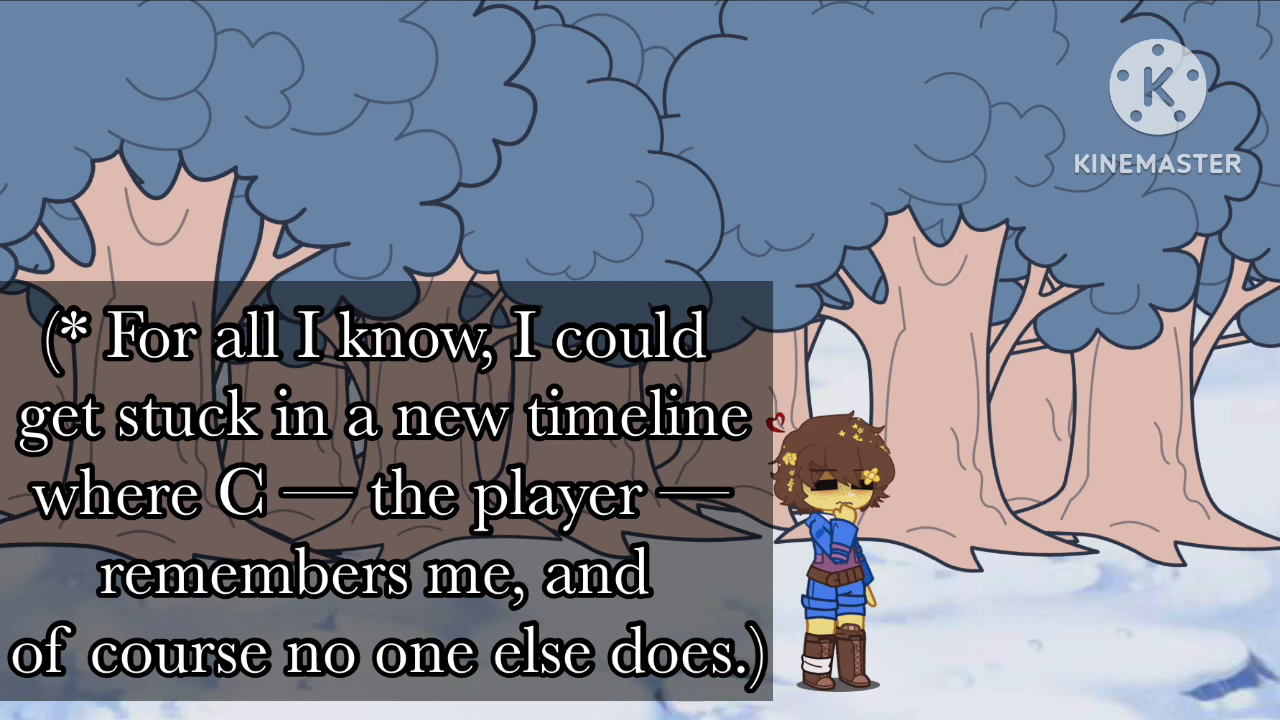 KINEMASTER
(* For all I know, I could
get stuck in a new timeline
where C — the player —
remembers me, and
of course no one else does.)